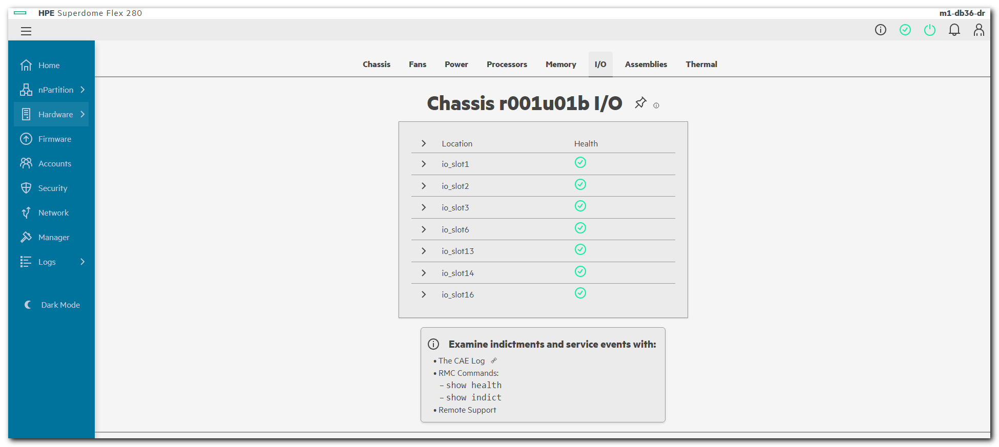 HPE Superdome Flex 280
m1-db36-dr
Home
nPartition
Hardware
Firmware
Accounts
Security
Network
Manager
Logs
Dark Mode
Chassis Fans Power Processors Memory I/O Assemblies Thermal
Chassis r001u01b I/O
Location Health
io_slot1
io_slot2
io_slot3
io_slot6
io_slot13
io_slot14
io_slot16
Examine indictments and service events with:
• The CAE Log
• RMC Commands:
– show health
– show indict
• Remote Support